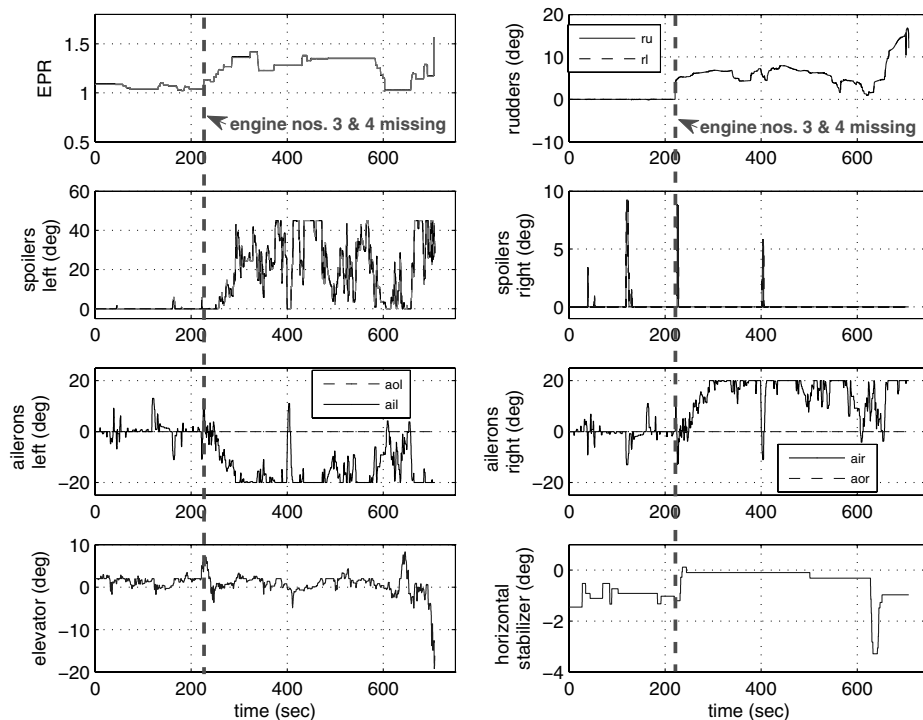 1.5
1
0.5
EPR
engine nos. 3 & 4 missing
0 200 400 600
20
10
0
−10
rudders (deg)
ru
rl
engine nos. 3 & 4 missing
0 200 400 600
60
40
20
0
spoilers
left (deg)
0 200 400 600
10
5
0
spoilers
right (deg)
0 200 400 600
20
0
−20
ailerons
left (deg)
aol
ail
0 200 400 600
20
0
−20
ailerons
right (deg)
air
aor
0 200 400 600
10
0
−10
−20
elevator (deg)
0 200 400 600
time (sec)
0
−2
−4
horizontal
stabilizer (deg)
0 200 400 600
time (sec)